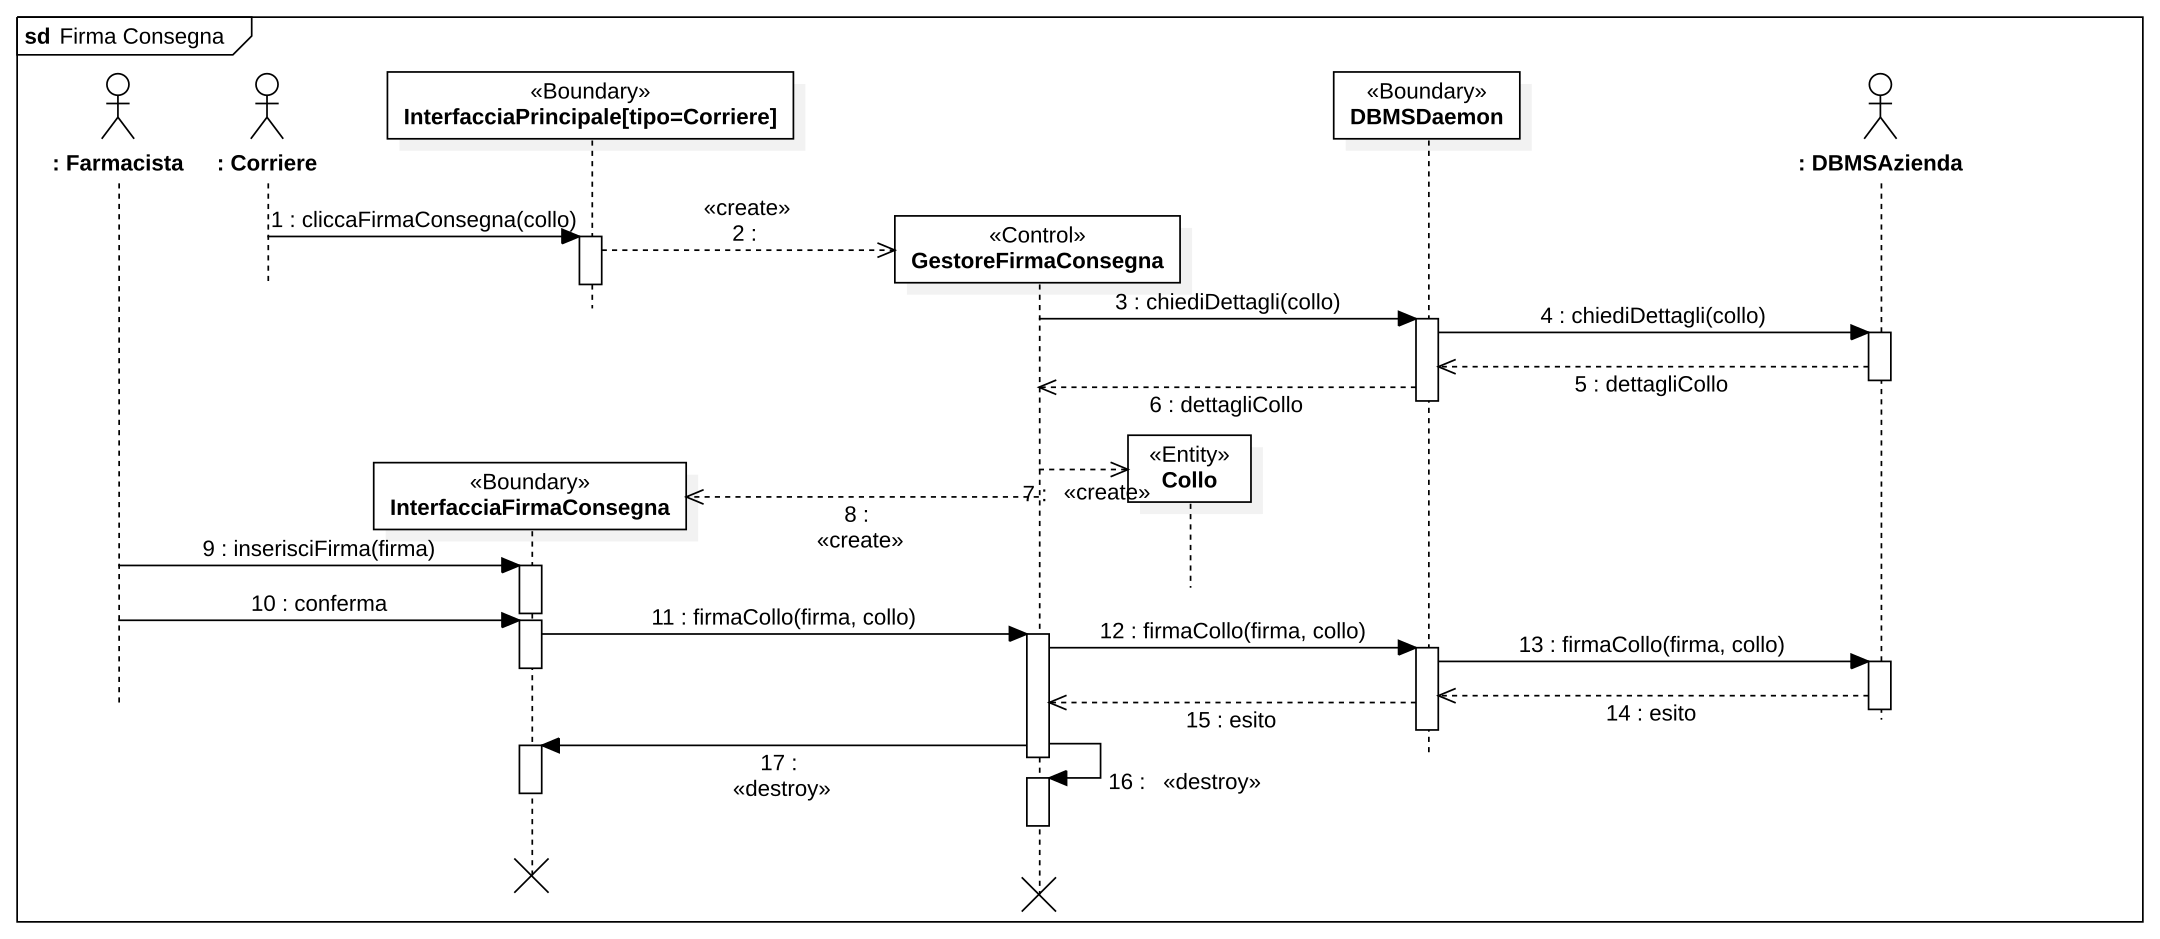 sd Firma Consegna
«Boundary»
InterfacciaPrincipale[tipo=Corriere]
«Boundary»
DBMSDaemon
: Farmacista
: Corriere
: DBMSAzienda
1 : cliccaFirmaConsegna(collo)
«create»
2 :
«Control»
GestoreFirmaConsegna
3 : chiediDettagli(collo)
4 : chiediDettagli(collo)
5 : dettagliCollo
6 : dettagliCollo
«Entity»
Collo
7 : «create»
«Boundary»
InterfacciaFirmaConsegna
8 :
«create»
9 : inserisciFirma(firma)
10 : conferma
11 : firmaCollo(firma, collo)
12 : firmaCollo(firma, collo)
13 : firmaCollo(firma, collo)
14 : esito
15 : esito
17 :
«destroy»
16 : «destroy»